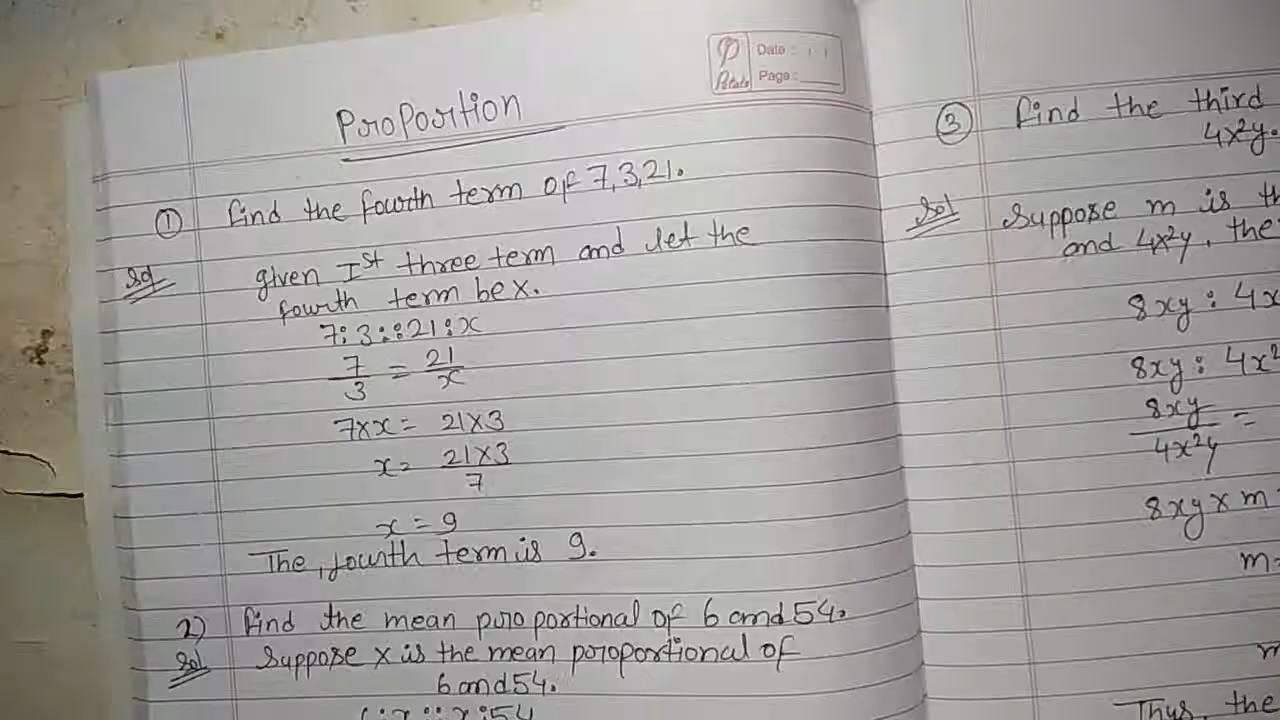 Date :
Page :
Proportion
① find the fourth term of 7,3,21.
Sol given Ist three term and let the
fourth term be x.
7:3::21:x
7/3 = 21/x
7×x = 21×3
x = 21×3/7
x = 9
The, fourth term is 9.
2) find the mean proportional of 6 and 54.
Sol Suppose x is the mean proportional of
6 and 54.
6:x::x:54
③ find the third
4x²y.
Sol Suppose m is th
and 4x²y, the
8xy : 4x
8xy : 4x²
8xy/4x²y =
8xy × m
m=
m
Thus, the